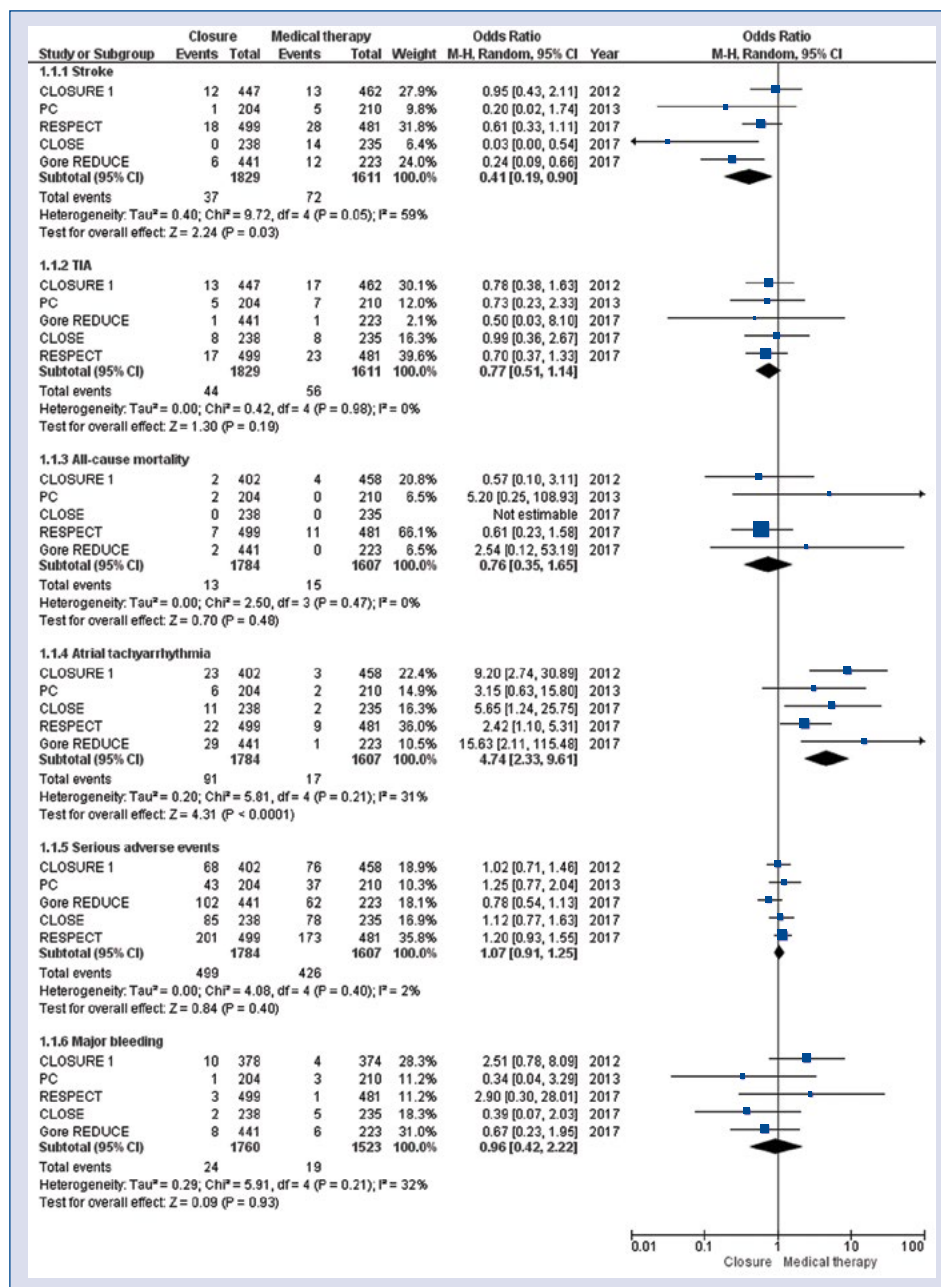 Closure Medical therapy Odds Ratio Odds Ratio
Study or Subgroup Events Total Events Total Weight M-H, Random, 95% CI Year M-H, Random, 95% CI
1.1.1 Stroke
CLOSURE 1 12 447 13 462 27.9% 0.95 [0.43, 2.11] 2012
PC 1 204 5 210 9.8% 0.20 [0.02, 1.74] 2013
RESPECT 18 499 28 481 31.8% 0.61 [0.33, 1.11] 2017
CLOSE 0 238 14 235 6.4% 0.03 [0.00, 0.54] 2017
Gore REDUCE 6 441 12 223 24.0% 0.24 [0.09, 0.66] 2017
Subtotal (95% CI) 1829 1611 100.0% 0.41 [0.19, 0.90]
Total events 37 72
Heterogeneity: Tau² = 0.40; Chi² = 9.72, df = 4 (P = 0.05); I² = 59%
Test for overall effect: Z = 2.24 (P = 0.03)
1.1.2 TIA
CLOSURE 1 13 447 17 462 30.1% 0.78 [0.38, 1.63] 2012
PC 5 204 7 210 12.0% 0.73 [0.23, 2.33] 2013
Gore REDUCE 1 441 1 223 2.1% 0.50 [0.03, 8.10] 2017
CLOSE 8 238 8 235 16.3% 0.99 [0.36, 2.67] 2017
RESPECT 17 499 23 481 39.6% 0.70 [0.37, 1.33] 2017
Subtotal (95% CI) 1829 1611 100.0% 0.77 [0.51, 1.14]
Total events 44 56
Heterogeneity: Tau² = 0.00; Chi² = 0.42, df = 4 (P = 0.98); I² = 0%
Test for overall effect: Z = 1.30 (P = 0.19)
1.1.3 All-cause mortality
CLOSURE 1 2 402 4 458 20.8% 0.57 [0.10, 3.11] 2012
PC 2 204 0 210 6.5% 5.20 [0.25, 108.93] 2013
CLOSE 0 238 0 235 Not estimable 2017
RESPECT 7 499 11 481 66.1% 0.61 [0.23, 1.58] 2017
Gore REDUCE 2 441 0 223 6.5% 2.54 [0.12, 53.19] 2017
Subtotal (95% CI) 1784 1607 100.0% 0.76 [0.35, 1.65]
Total events 13 15
Heterogeneity: Tau² = 0.00; Chi² = 2.50, df = 3 (P = 0.47); I² = 0%
Test for overall effect: Z = 0.70 (P = 0.48)
1.1.4 Atrial tachyarrhythmia
CLOSURE 1 23 402 3 458 22.4% 9.20 [2.74, 30.89] 2012
PC 6 204 2 210 14.9% 3.15 [0.63, 15.80] 2013
CLOSE 11 238 2 235 16.3% 5.65 [1.24, 25.75] 2017
RESPECT 22 499 9 481 36.0% 2.42 [1.10, 5.31] 2017
Gore REDUCE 29 441 1 223 10.5% 15.63 [2.11, 115.48] 2017
Subtotal (95% CI) 1784 1607 100.0% 4.74 [2.33, 9.61]
Total events 91 17
Heterogeneity: Tau² = 0.20; Chi² = 5.81, df = 4 (P = 0.21); I² = 31%
Test for overall effect: Z = 4.31 (P < 0.0001)
1.1.5 Serious adverse events
CLOSURE 1 68 402 76 458 18.9% 1.02 [0.71, 1.46] 2012
PC 43 204 37 210 10.3% 1.25 [0.77, 2.04] 2013
Gore REDUCE 102 441 62 223 18.1% 0.78 [0.54, 1.13] 2017
CLOSE 85 238 78 235 16.9% 1.12 [0.77, 1.63] 2017
RESPECT 201 499 173 481 35.8% 1.20 [0.93, 1.55] 2017
Subtotal (95% CI) 1784 1607 100.0% 1.07 [0.91, 1.25]
Total events 499 426
Heterogeneity: Tau² = 0.00; Chi² = 4.08, df = 4 (P = 0.40); I² = 2%
Test for overall effect: Z = 0.84 (P = 0.40)
1.1.6 Major bleeding
CLOSURE 1 10 378 4 374 28.3% 2.51 [0.78, 8.09] 2012
PC 1 204 3 210 11.2% 0.34 [0.04, 3.29] 2013
RESPECT 3 499 1 481 11.2% 2.90 [0.30, 28.01] 2017
CLOSE 2 238 5 235 18.3% 0.39 [0.07, 2.03] 2017
Gore REDUCE 8 441 6 223 31.0% 0.67 [0.23, 1.95] 2017
Subtotal (95% CI) 1760 1523 100.0% 0.96 [0.42, 2.22]
Total events 24 19
Heterogeneity: Tau² = 0.29; Chi² = 5.91, df = 4 (P = 0.21); I² = 32%
Test for overall effect: Z = 0.09 (P = 0.93)
0.01 0.1 1 10 100
Closure Medical therapy